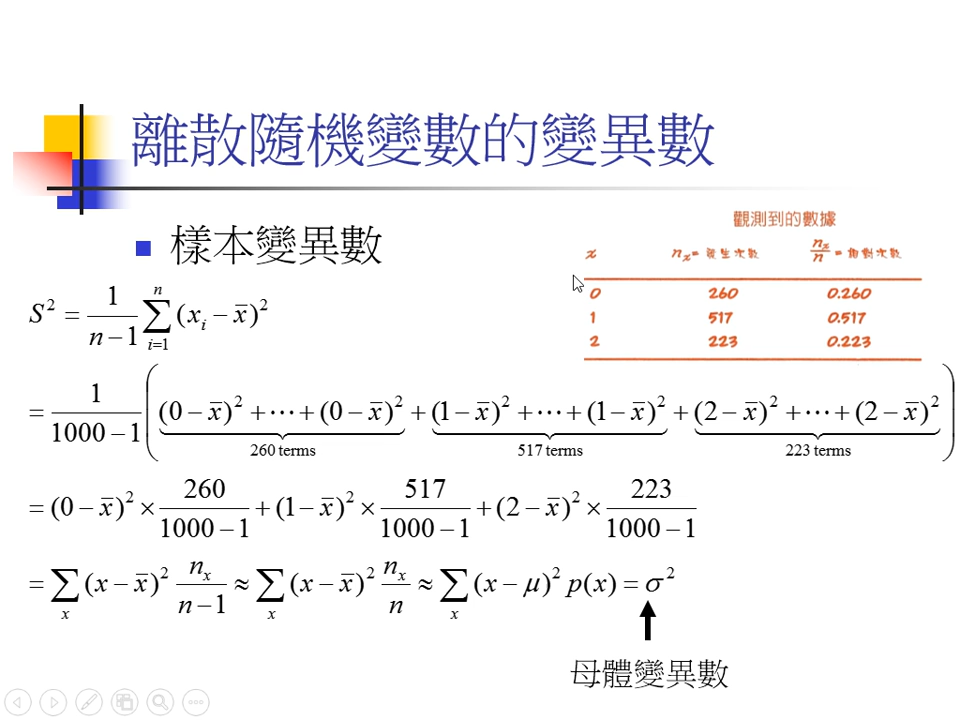 離散隨機變數的變異數
■ 樣本變異數
觀測到的數據
x n_x = 發生次數 n_x/n = 相對次數
0 260 0.260
1 517 0.517
2 223 0.223
S² = 1/(n−1) ∑_{i=1}^{n} (x_i − x̄)²
= 1/(1000−1) ( (0 − x̄)² + ⋯ + (0 − x̄)² + (1 − x̄)² + ⋯ + (1 − x̄)² + (2 − x̄)² + ⋯ + (2 − x̄)² )
260 terms 517 terms 223 terms
= (0 − x̄)² × 260/(1000−1) + (1 − x̄)² × 517/(1000−1) + (2 − x̄)² × 223/(1000−1)
= ∑_x (x − x̄)² n_x/(n−1) ≈ ∑_x (x − x̄)² n_x/n ≈ ∑_x (x − μ)² p(x) = σ²
母體變異數